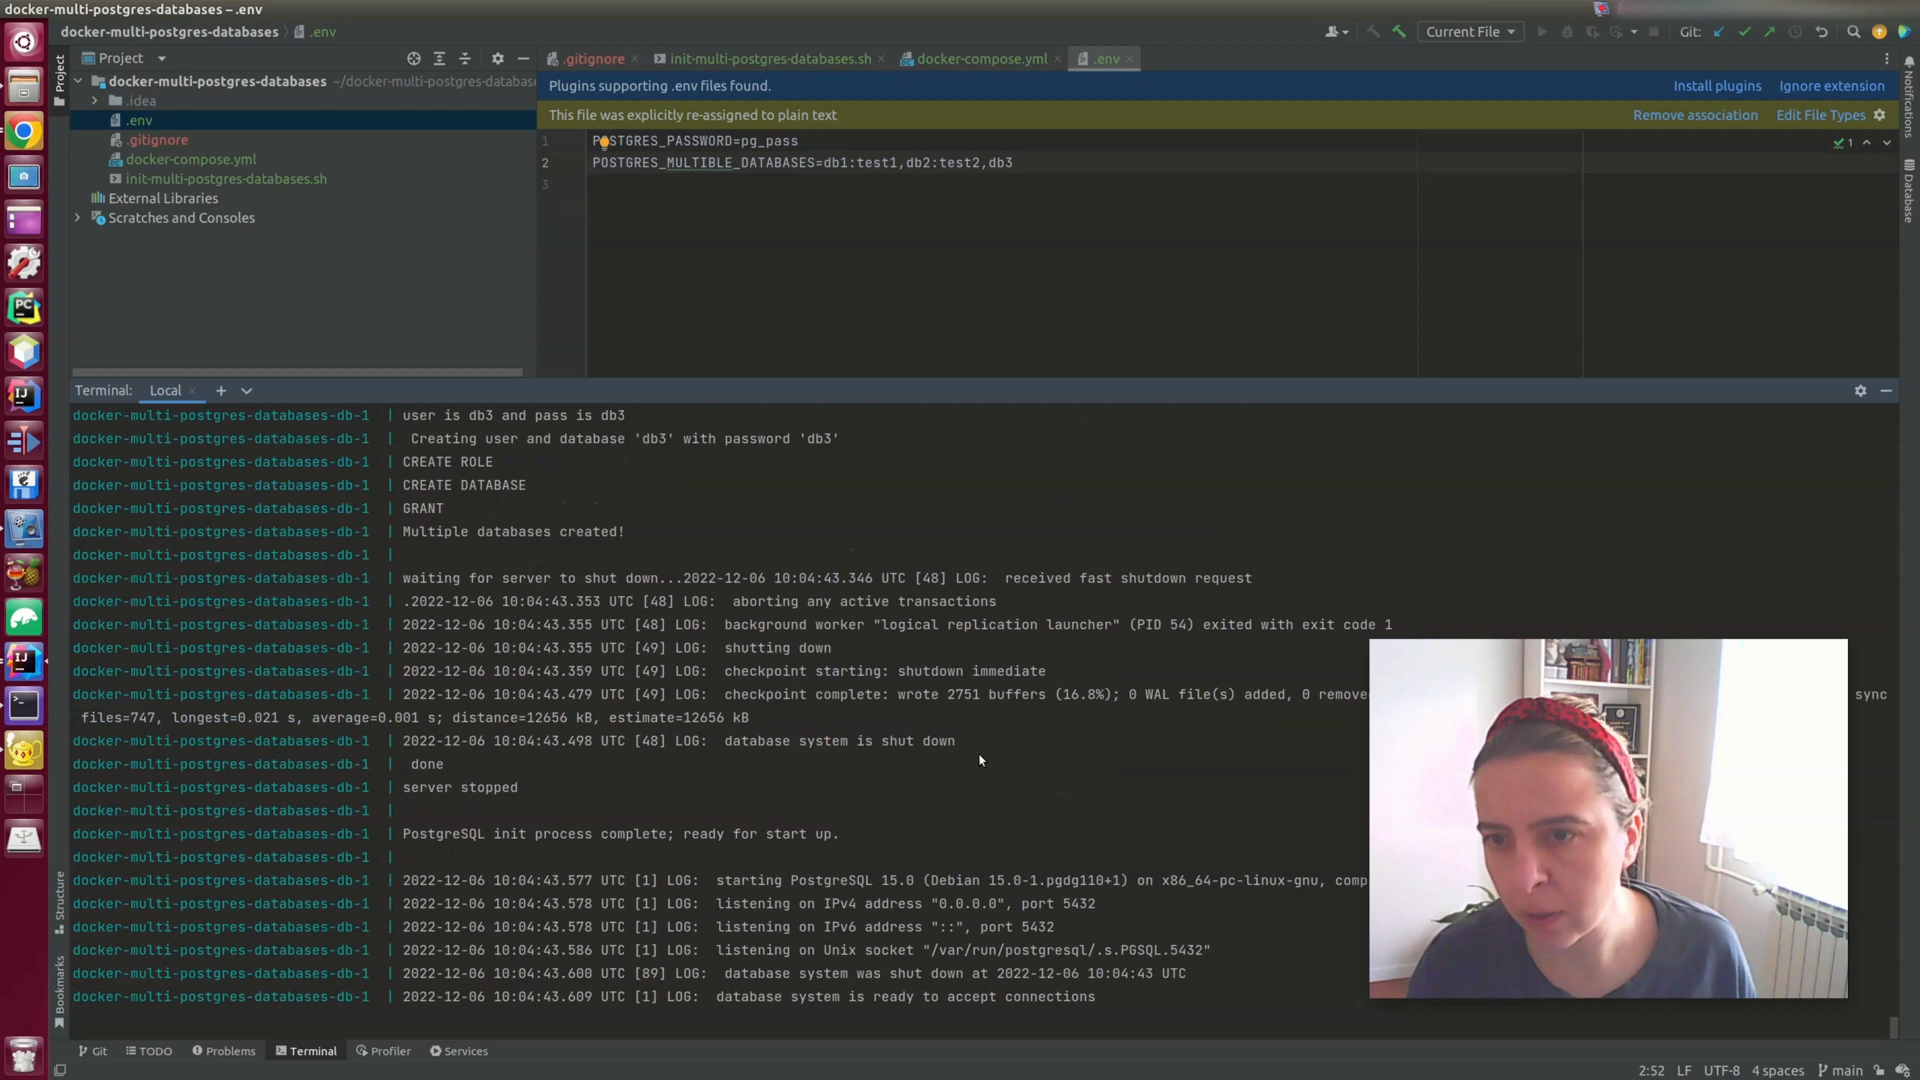 docker-multi-postgres-databases – .env
docker-multi-postgres-databases .env
Current File
Git:
Project
.gitignore
init-multi-postgres-databases.sh
docker-compose.yml
.env
docker-multi-postgres-databases ~/docker-multi-postgres-database
.idea
.env
.gitignore
docker-compose.yml
init-multi-postgres-databases.sh
External Libraries
Scratches and Consoles
Plugins supporting .env files found.
Install plugins
Ignore extension
This file was explicitly re-assigned to plain text
Remove association
Edit File Types
1 POSTGRES_PASSWORD=pg_pass
2 POSTGRES_MULTIBLE_DATABASES=db1:test1,db2:test2,db3
3
1
Project
Structure
Bookmarks
Notifications
Database
Terminal: Local
docker-multi-postgres-databases-db-1 | user is db3 and pass is db3
docker-multi-postgres-databases-db-1 | Creating user and database 'db3' with password 'db3'
docker-multi-postgres-databases-db-1 | CREATE ROLE
docker-multi-postgres-databases-db-1 | CREATE DATABASE
docker-multi-postgres-databases-db-1 | GRANT
docker-multi-postgres-databases-db-1 | Multiple databases created!
docker-multi-postgres-databases-db-1 |
docker-multi-postgres-databases-db-1 | waiting for server to shut down...2022-12-06 10:04:43.346 UTC [48] LOG: received fast shutdown request
docker-multi-postgres-databases-db-1 | .2022-12-06 10:04:43.353 UTC [48] LOG: aborting any active transactions
docker-multi-postgres-databases-db-1 | 2022-12-06 10:04:43.355 UTC [48] LOG: background worker "logical replication launcher" (PID 54) exited with exit code 1
docker-multi-postgres-databases-db-1 | 2022-12-06 10:04:43.355 UTC [49] LOG: shutting down
docker-multi-postgres-databases-db-1 | 2022-12-06 10:04:43.359 UTC [49] LOG: checkpoint starting: shutdown immediate
docker-multi-postgres-databases-db-1 | 2022-12-06 10:04:43.479 UTC [49] LOG: checkpoint complete: wrote 2751 buffers (16.8%); 0 WAL file(s) added, 0 remove sync
files=747, longest=0.021 s, average=0.001 s; distance=12656 kB, estimate=12656 kB
docker-multi-postgres-databases-db-1 | 2022-12-06 10:04:43.498 UTC [48] LOG: database system is shut down
docker-multi-postgres-databases-db-1 | done
docker-multi-postgres-databases-db-1 | server stopped
docker-multi-postgres-databases-db-1 |
docker-multi-postgres-databases-db-1 | PostgreSQL init process complete; ready for start up.
docker-multi-postgres-databases-db-1 |
docker-multi-postgres-databases-db-1 | 2022-12-06 10:04:43.577 UTC [1] LOG: starting PostgreSQL 15.0 (Debian 15.0-1.pgdg110+1) on x86_64-pc-linux-gnu, comp
docker-multi-postgres-databases-db-1 | 2022-12-06 10:04:43.578 UTC [1] LOG: listening on IPv4 address "0.0.0.0", port 5432
docker-multi-postgres-databases-db-1 | 2022-12-06 10:04:43.578 UTC [1] LOG: listening on IPv6 address "::", port 5432
docker-multi-postgres-databases-db-1 | 2022-12-06 10:04:43.586 UTC [1] LOG: listening on Unix socket "/var/run/postgresql/.s.PGSQL.5432"
docker-multi-postgres-databases-db-1 | 2022-12-06 10:04:43.600 UTC [89] LOG: database system was shut down at 2022-12-06 10:04:43 UTC
docker-multi-postgres-databases-db-1 | 2022-12-06 10:04:43.609 UTC [1] LOG: database system is ready to accept connections
Git TODO Problems Terminal Profiler Services
2:52 LF UTF-8 4 spaces main